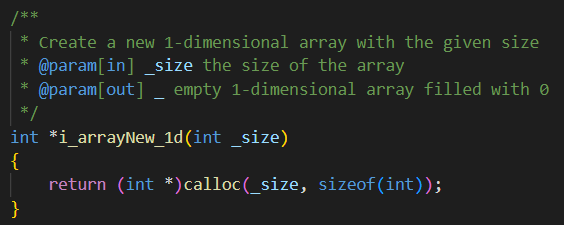 /**
 * Create a new 1-dimensional array with the given size
 * @param[in] _size the size of the array
 * @param[out] _ empty 1-dimensional array filled with 0
 */
int *i_arrayNew_1d(int _size)
{
    return (int *)calloc(_size, sizeof(int));
}